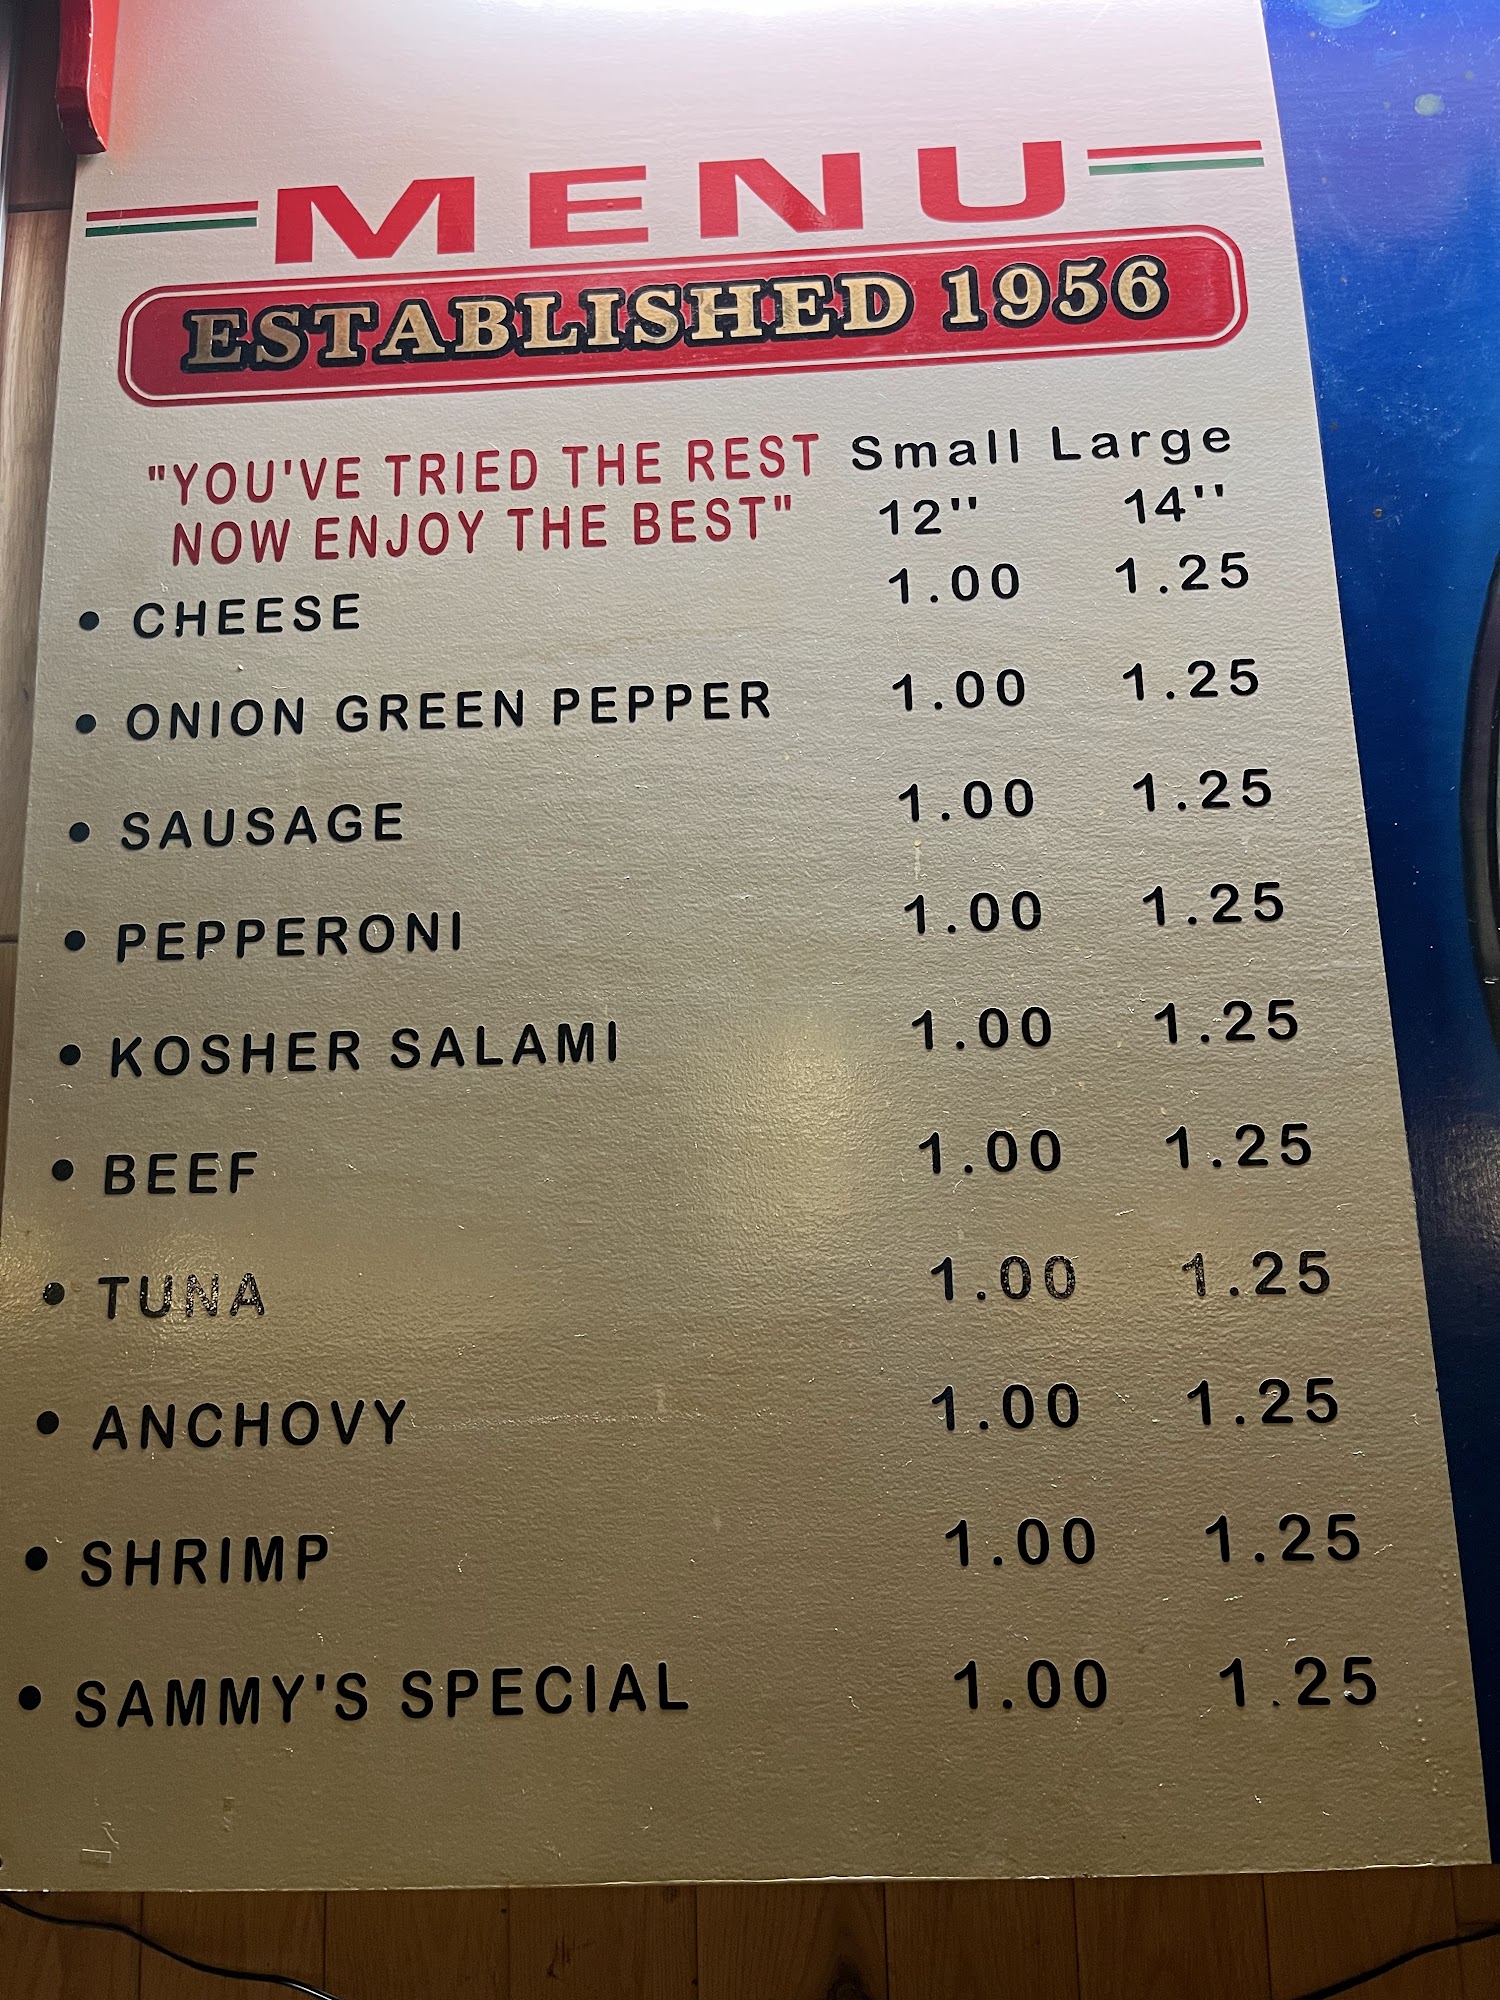 MENU
ESTABLISHED 1956
"YOU'VE TRIED THE REST Small Large
NOW ENJOY THE BEST" 12'' 14''
• CHEESE 1.00 1.25
• ONION GREEN PEPPER 1.00 1.25
• SAUSAGE 1.00 1.25
• PEPPERONI 1.00 1.25
• KOSHER SALAMI 1.00 1.25
• BEEF 1.00 1.25
• TUNA 1.00 1.25
• ANCHOVY 1.00 1.25
• SHRIMP 1.00 1.25
• SAMMY'S SPECIAL 1.00 1.25